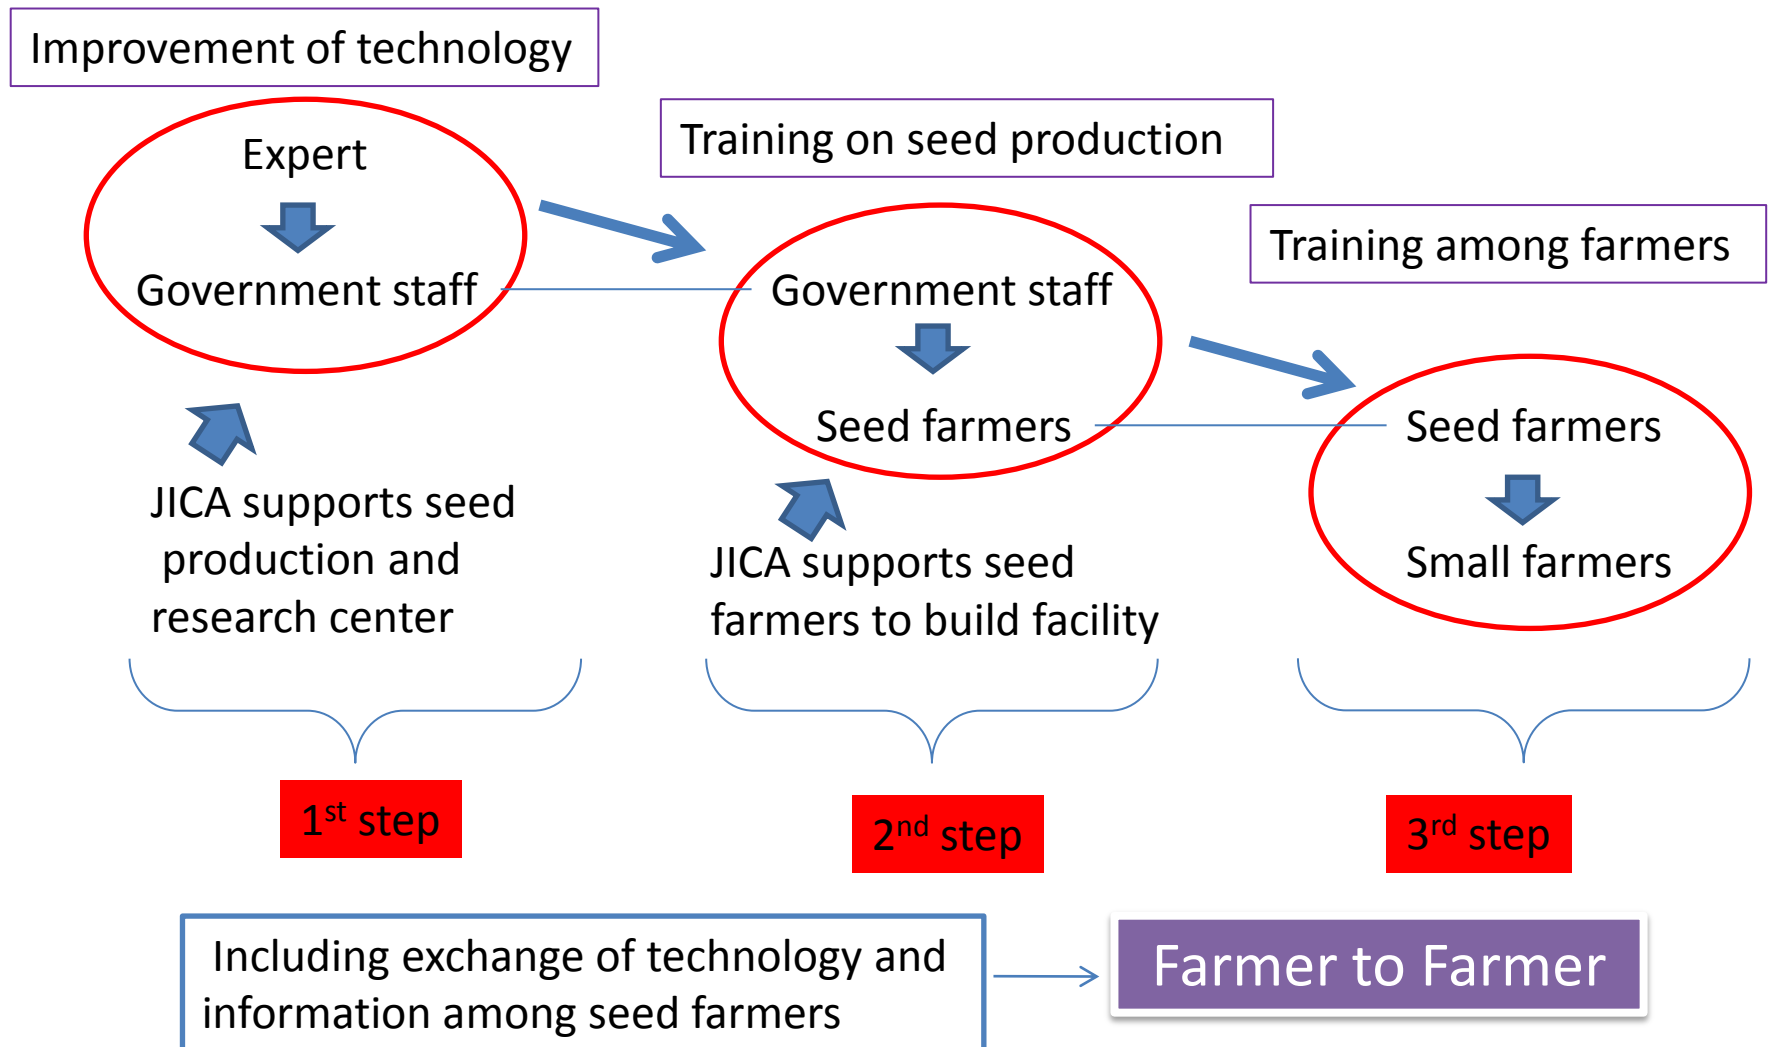 Improvement of technology
Expert
Government staff
JICA supports seed
production and
research center
1st step
Training on seed production
Government staff
Seed farmers
JICA supports seed
farmers to build facility
2nd step
Training among farmers
Seed farmers
Small farmers
3rd step
Including exchange of technology and
information among seed farmers
Farmer to Farmer